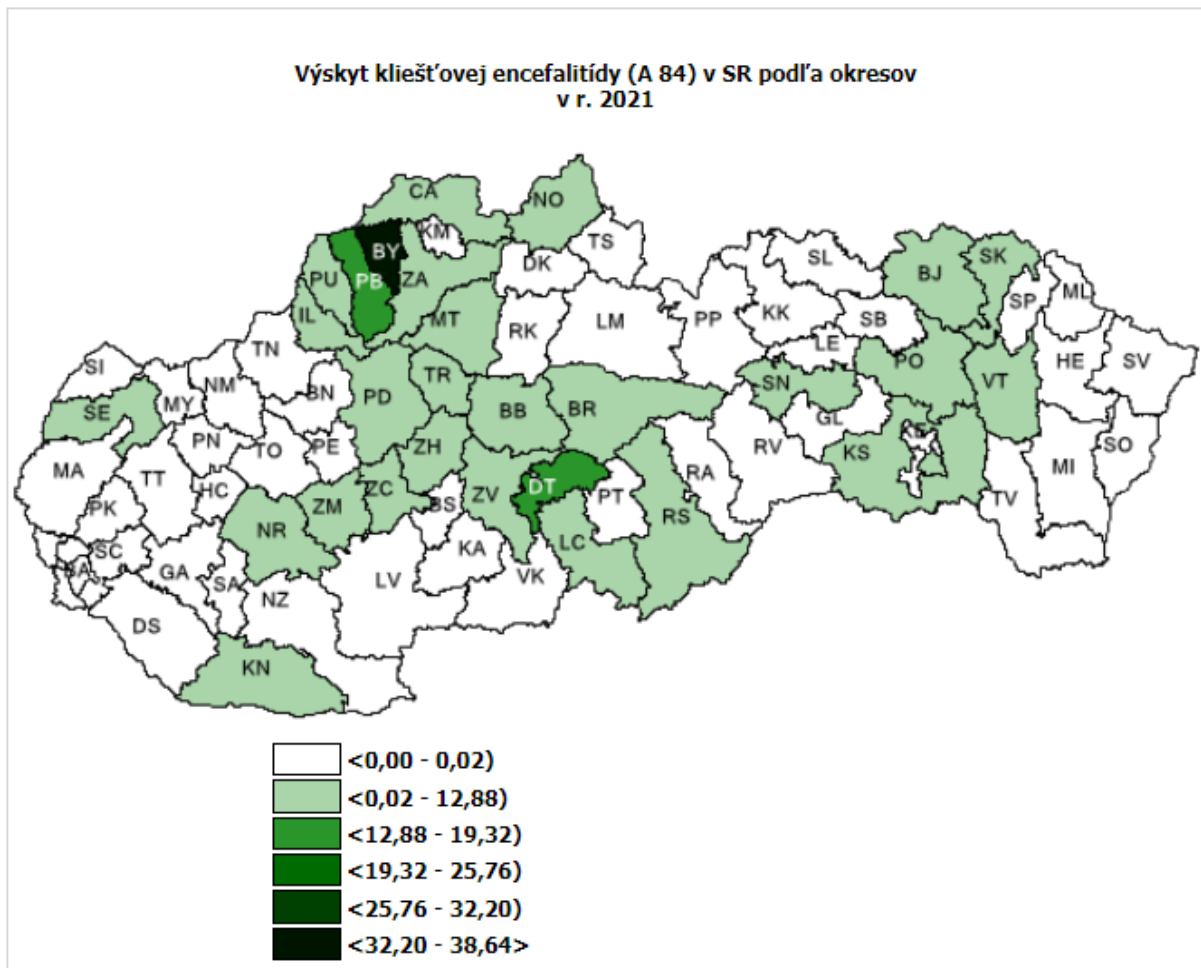 Výskyt kliešťovej encefalitídy (A 84) v SR podľa okresov
v r. 2021
CA
NO
KM
TS
BY
PU
PB
ZA
DK
SL
BJ
SK
ML
SP
IL
MT
RK
LM
PP
KK
SB
TN
LE
HE
SV
SI
NM
BN
PD
TR
SN
PO
VT
SE
MY
BB
BR
GL
PN
TO
PE
ZH
RV
KS
SO
MA
TT
HC
ZC
ZV
DT
PT
RA
MI
PK
ZM
BS
RS
TV
NR
LC
SC
KA
GA
SA
LV
VK
BA
NZ
DS
KN
<0,00 - 0,02)
<0,02 - 12,88)
<12,88 - 19,32)
<19,32 - 25,76)
<25,76 - 32,20)
<32,20 - 38,64>